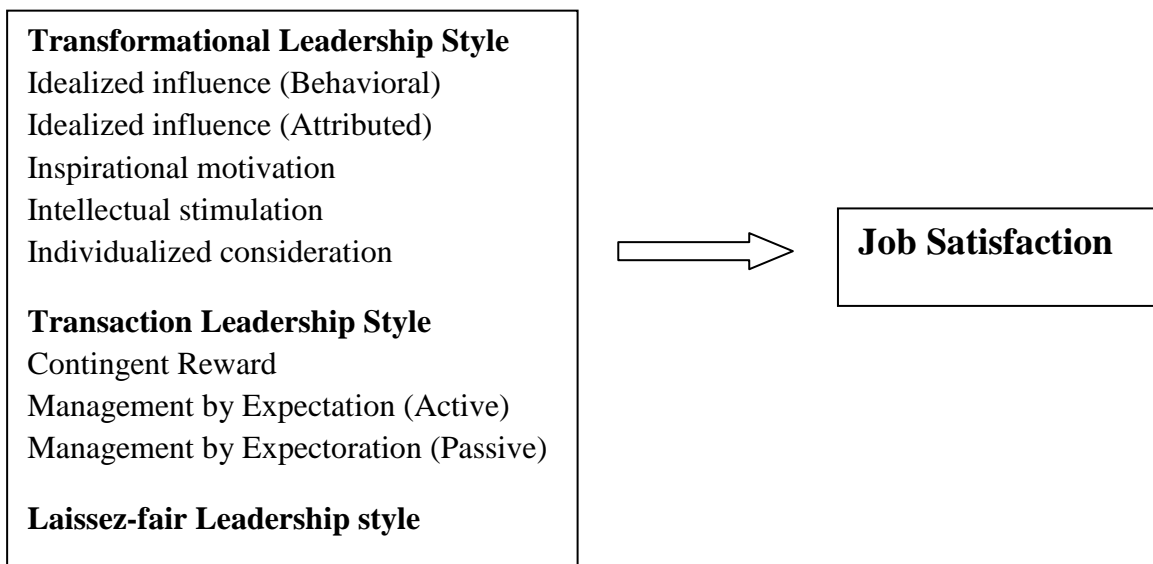 Transformational Leadership Style
Idealized influence (Behavioral)
Idealized influence (Attributed)
Inspirational motivation
Intellectual stimulation
Individualized consideration
Transaction Leadership Style
Contingent Reward
Management by Expectation (Active)
Management by Expectoration (Passive)
Laissez-fair Leadership style
Job Satisfaction